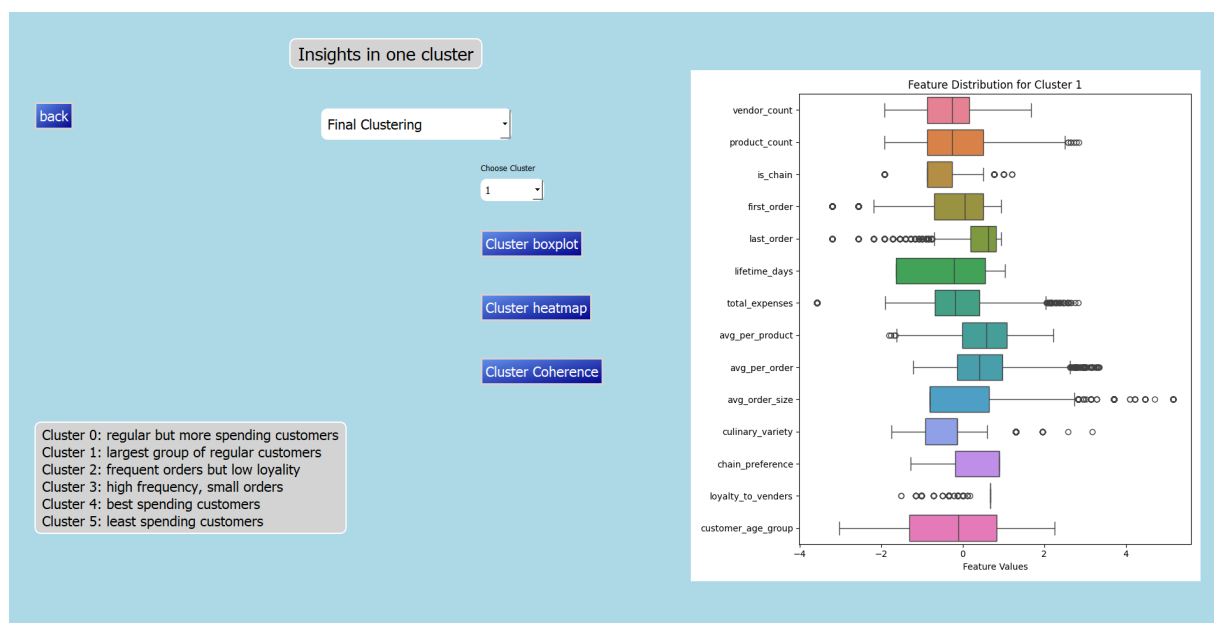 Insights in one cluster
back
Final Clustering
Choose Cluster
1
Cluster boxplot
Cluster heatmap
Cluster Coherence
Cluster 0: regular but more spending customers
Cluster 1: largest group of regular customers
Cluster 2: frequent orders but low loyality
Cluster 3: high frequency, small orders
Cluster 4: best spending customers
Cluster 5: least spending customers
Feature Distribution for Cluster 1
vendor_count
product_count
is_chain
first_order
last_order
lifetime_days
total_expenses
avg_per_product
avg_per_order
avg_order_size
culinary_variety
chain_preference
loyalty_to_venders
customer_age_group
−4 −2 0 2 4
Feature Values